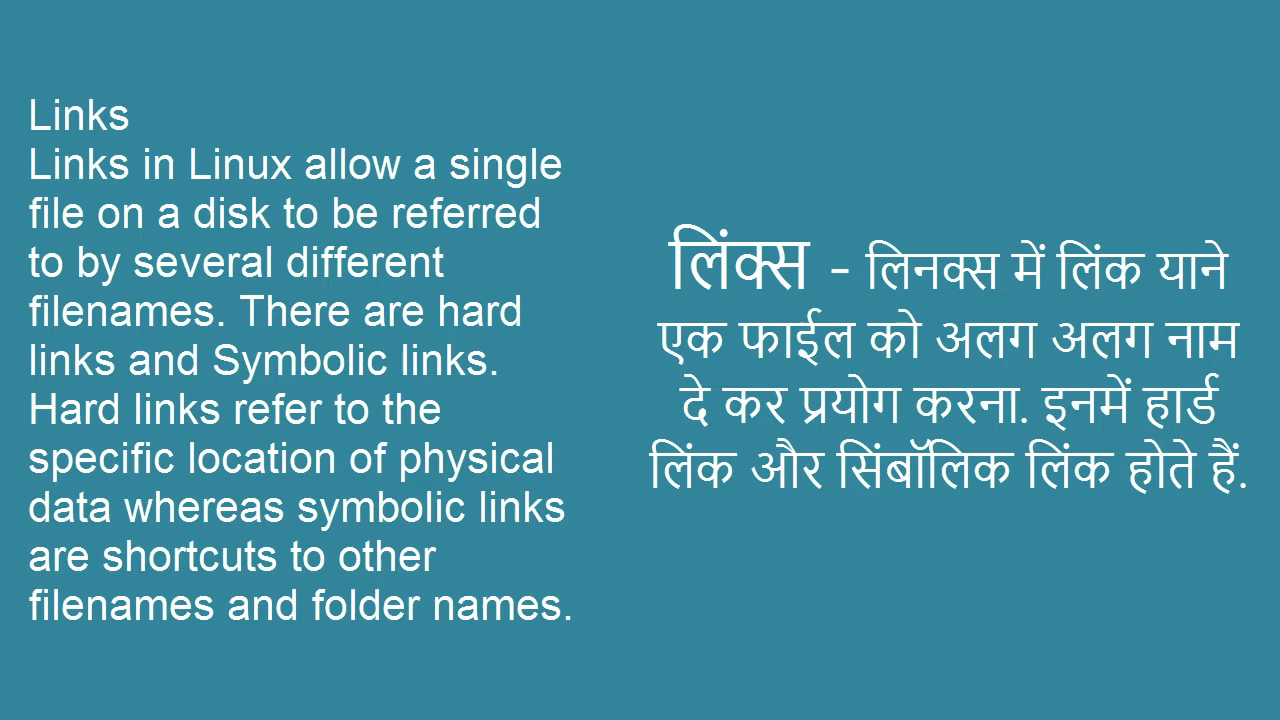 Links
Links in Linux allow a single
file on a disk to be referred
to by several different
filenames. There are hard
links and Symbolic links.
Hard links refer to the
specific location of physical
data whereas symbolic links
are shortcuts to other
filenames and folder names.
लिंक्स - लिनक्स में लिंक याने
एक फाईल को अलग अलग नाम
दे कर प्रयोग करना. इनमें हार्ड
लिंक और सिंबॉलिक लिंक होते हैं.